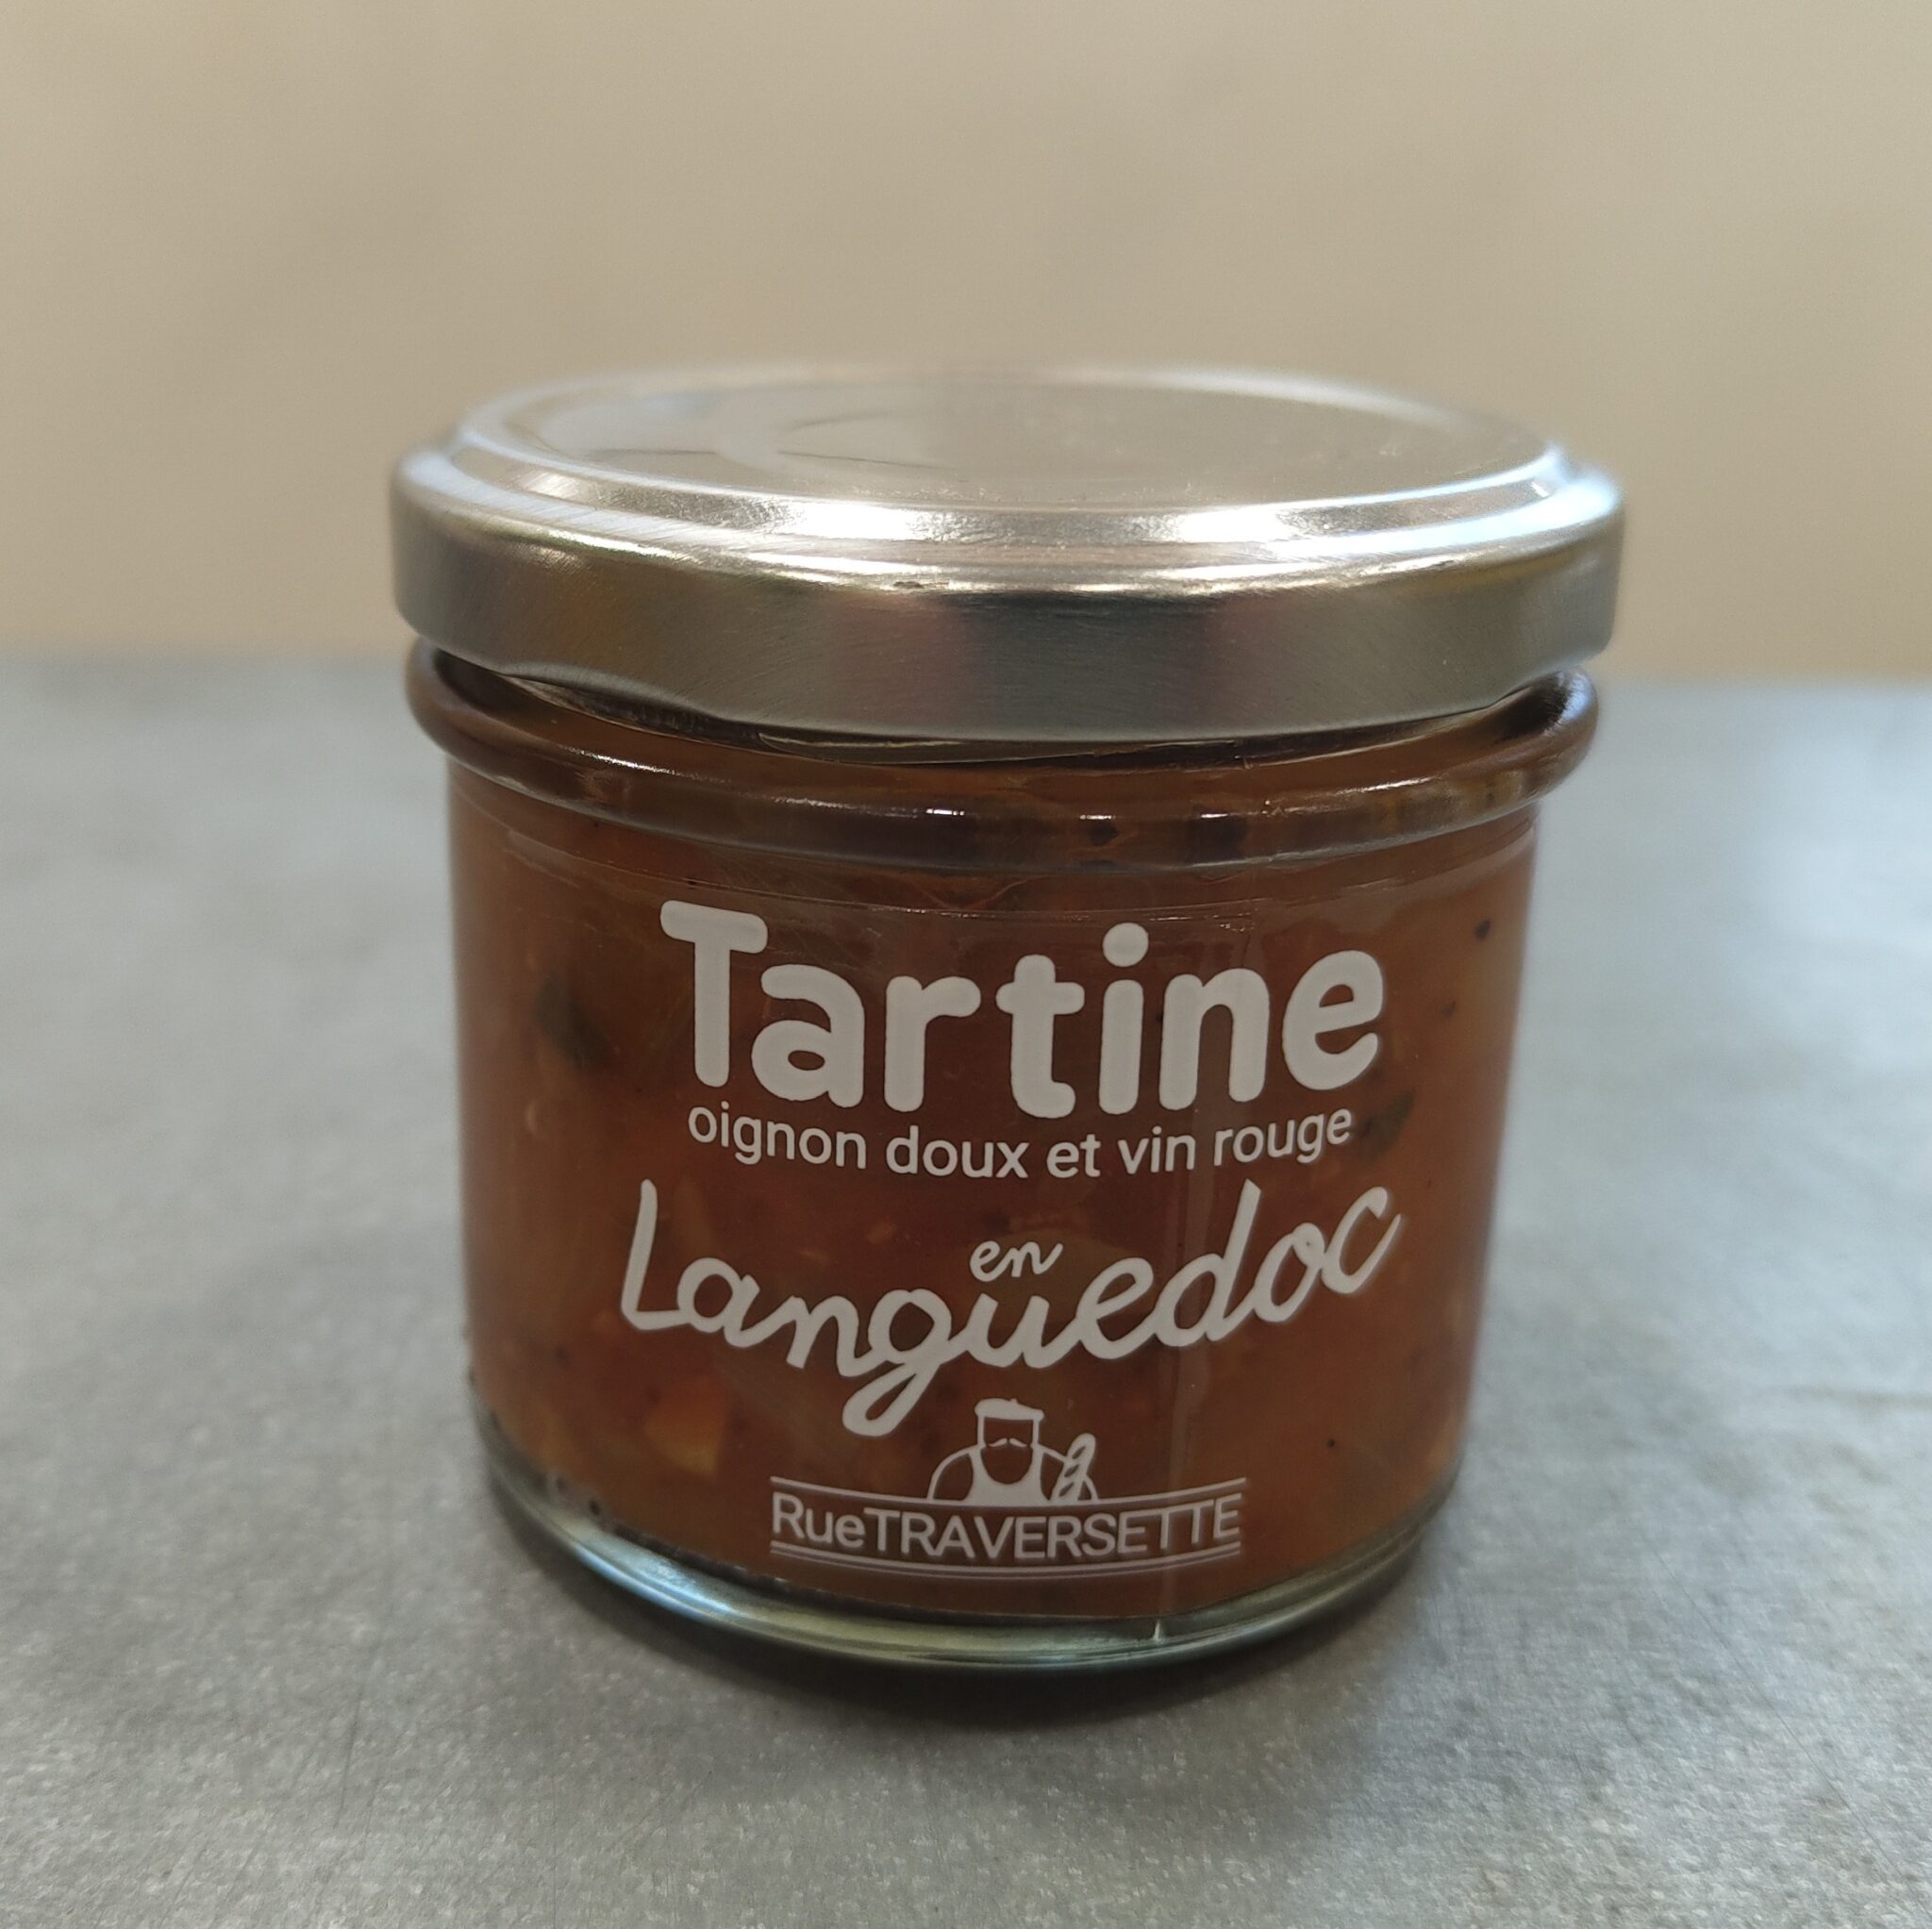 Tartine
oignon doux et vin rouge
en
Languedoc
RueTRAVERSETTE